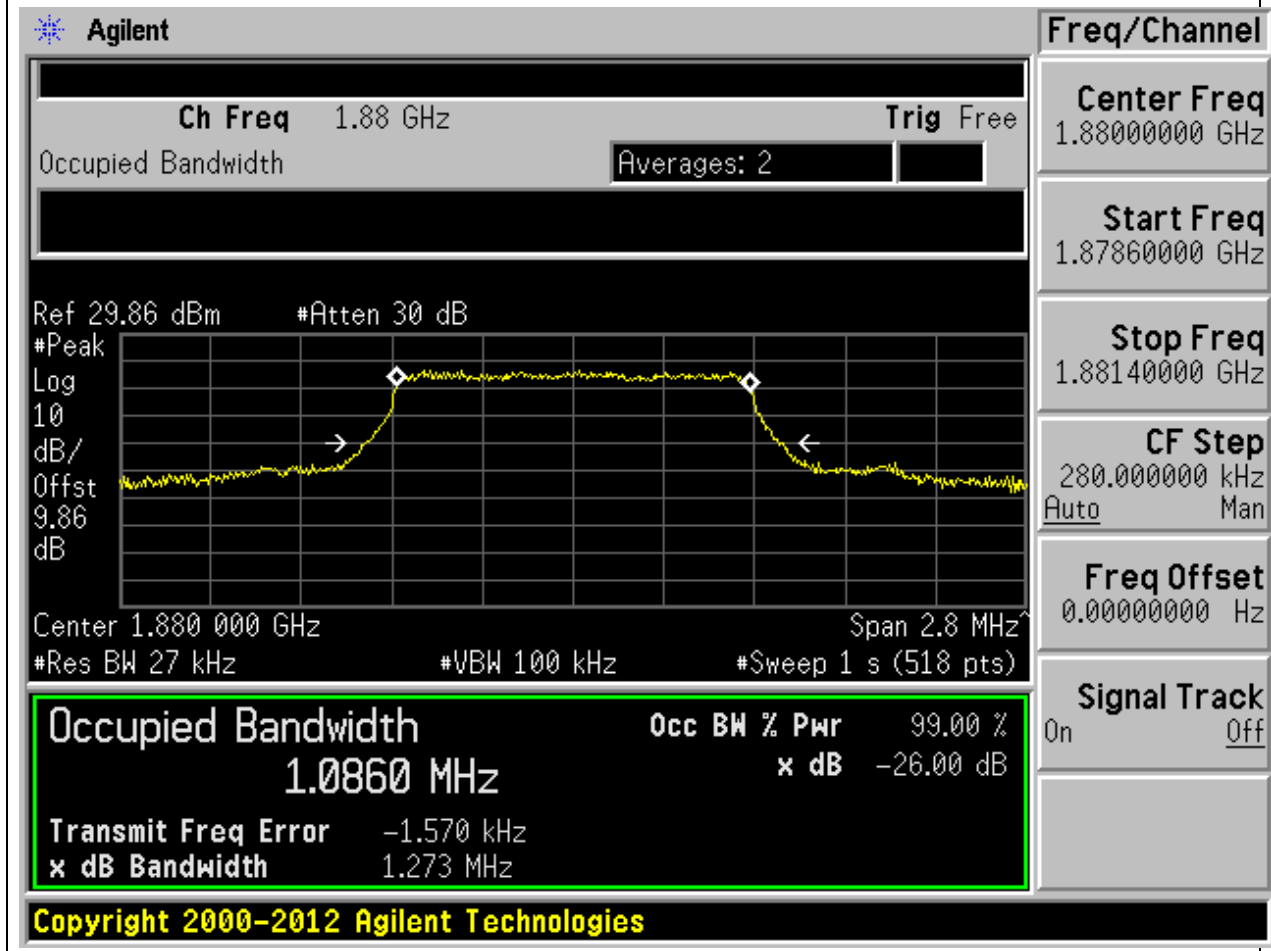 Agilent
Freq/Channel
Ch Freq 1.88 GHz Trig Free
Occupied Bandwidth Averages: 2
Ref 29.86 dBm #Atten 30 dB
#Peak
Log
10
dB/
Offst
9.86
dB
Center 1.880 000 GHz Span 2.8 MHz^
#Res BW 27 kHz #VBW 100 kHz #Sweep 1 s (518 pts)
Occupied Bandwidth
1.0860 MHz
Occ BW % Pwr 99.00 %
x dB -26.00 dB
Transmit Freq Error -1.570 kHz
x dB Bandwidth 1.273 MHz
Copyright 2000-2012 Agilent Technologies
Center Freq
1.88000000 GHz
Start Freq
1.87860000 GHz
Stop Freq
1.88140000 GHz
CF Step
280.000000 kHz
Auto Man
Freq Offset
0.00000000 Hz
Signal Track
On Off